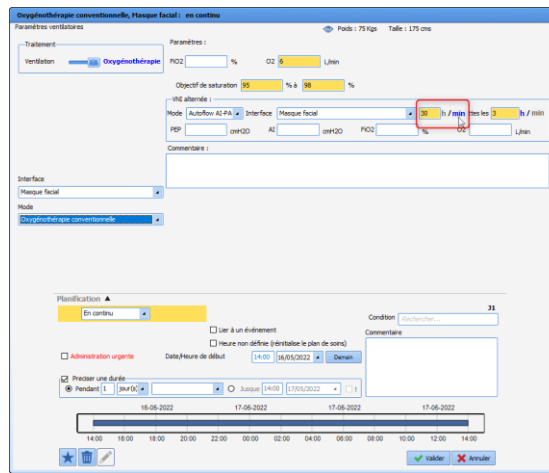 Oxygénothérapie conventionnelle, Masque facial : en continu
Paramètres ventilatoires
Poids : 75 Kgs Taille : 175 cms
Traitement
Ventilation Oxygénothérapie
Paramètres :
FiO2 % O2 6 L/min
Objectif de saturation 95 % à 98 %
VNI alternée :
Mode Autoflow AI-PA Interface Masque facial 30 h / min ttes les 3 h / min
PEP cmH2O AI cmH2O FiO2 % O2 L/min
Commentaire :
Interface
Masque facial
Mode
Oxygénothérapie conventionnelle
Planification
En continu
J1
Condition Rechercher...
Lier à un événement
Commentaire
Heure non définie (réinitialise le plan de soins)
Administration urgente Date/Heure de début 14:00 16/05/2022 Demain
Preciser une durée
Pendant 1 jour(s) Jusque 14:00 17/05/2022
16-05-2022 17-05-2022 17-05-2022 17-05-2022
14:00 16:00 18:00 20:00 22:00 00:00 02:00 04:00 06:00 08:00 10:00 12:00 14:00
Valider Annuler